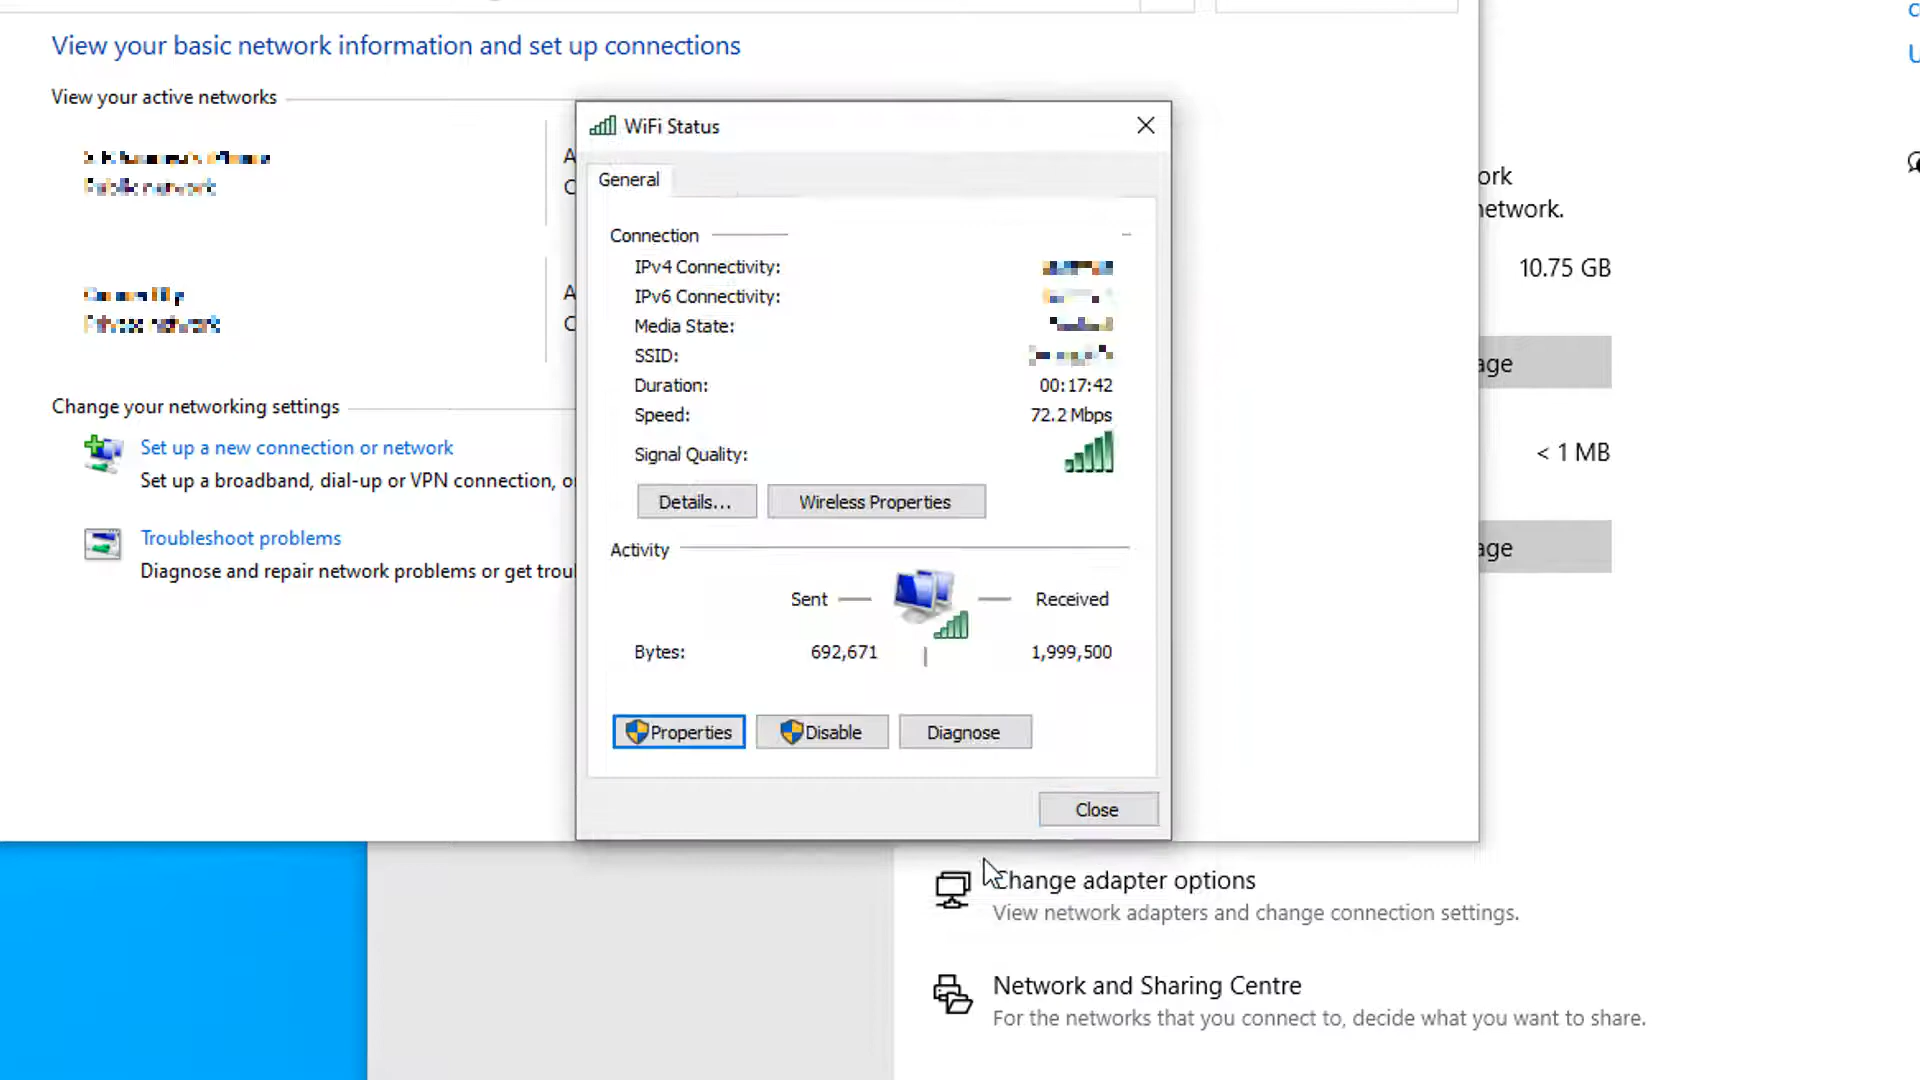 View your basic network information and set up connections
View your active networks
WiFi Status
General
Connection
IPv4 Connectivity:
IPv6 Connectivity:
Media State:
SSID:
Duration: 00:17:42
Speed: 72.2 Mbps
Signal Quality:
Details... Wireless Properties
Activity
Sent Received
Bytes: 692,671 1,999,500
Properties Disable Diagnose
Close
Change your networking settings
Set up a new connection or network
Set up a broadband, dial-up or VPN connection,
Troubleshoot problems
Diagnose and repair network problems or get
10.75 GB
< 1 MB
Change adapter options
View network adapters and change connection settings.
Network and Sharing Centre
For the networks that you connect to, decide what you want to share.